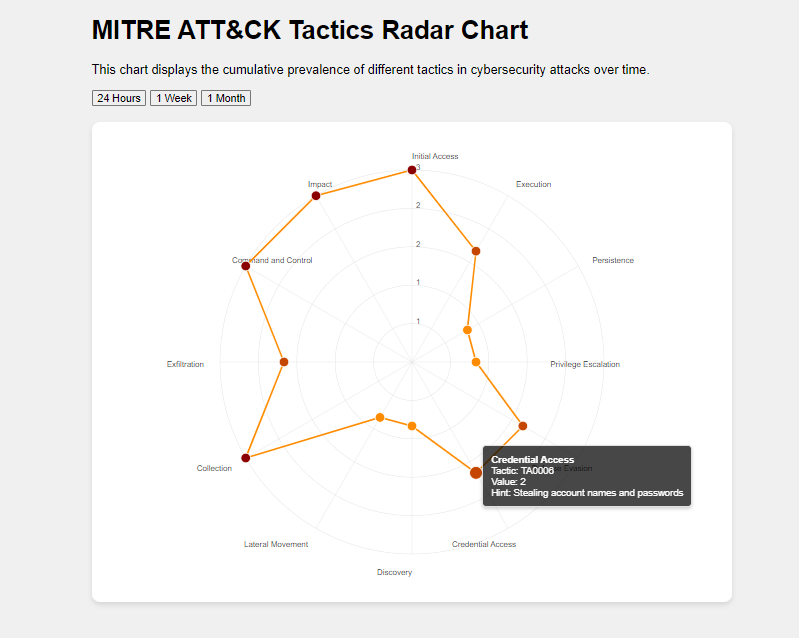 MITRE ATT&CK Tactics Radar Chart
This chart displays the cumulative prevalence of different tactics in cybersecurity attacks over time.
24 Hours
1 Week
1 Month
Initial Access
3
Impact
Execution
2
2
Command and Control
Persistence
1
1
Exfiltration
Privilege Escalation
Credential Access
Tactic: TA0006
Value: 2
Hint: Stealing account names and passwords
Collection
Evasion
Lateral Movement
Credential Access
Discovery